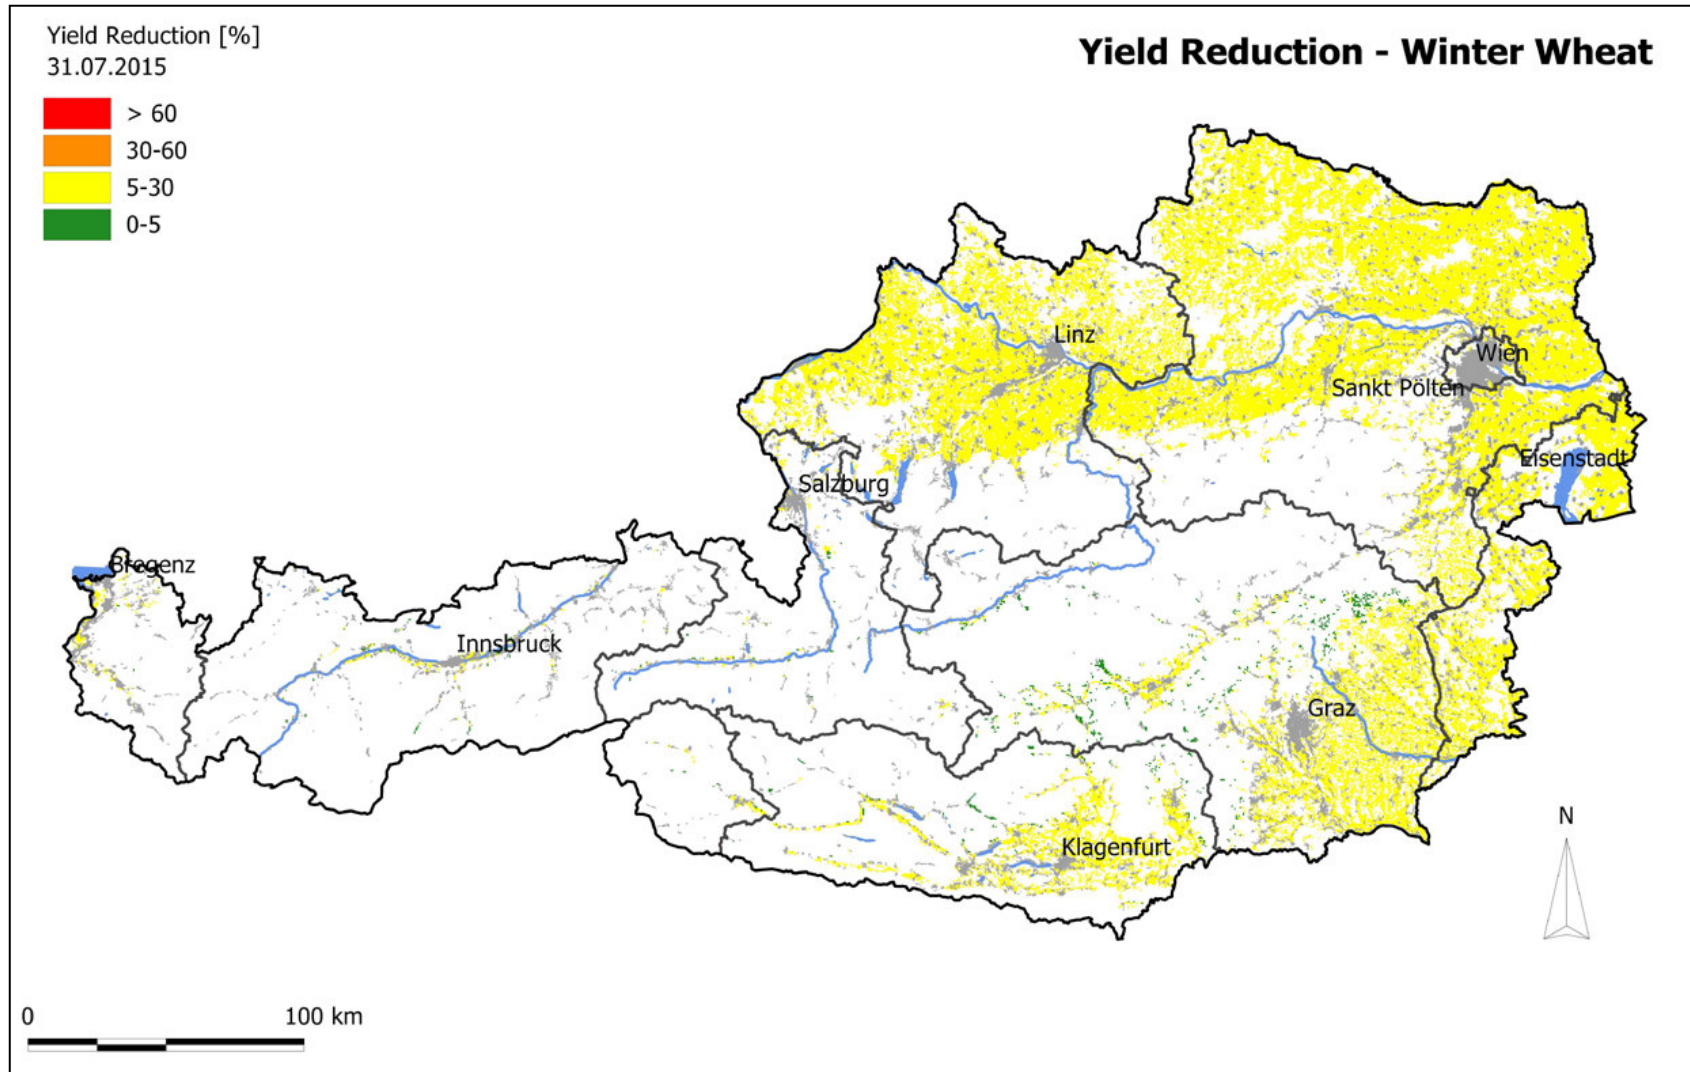 Yield Reduction [%]
31.07.2015
> 60
30-60
5-30
0-5
Yield Reduction - Winter Wheat
Linz
Wien
Sankt Pölten
Eisenstadt
Salzburg
Bregenz
Innsbruck
Graz
Klagenfurt
N
0 100 km